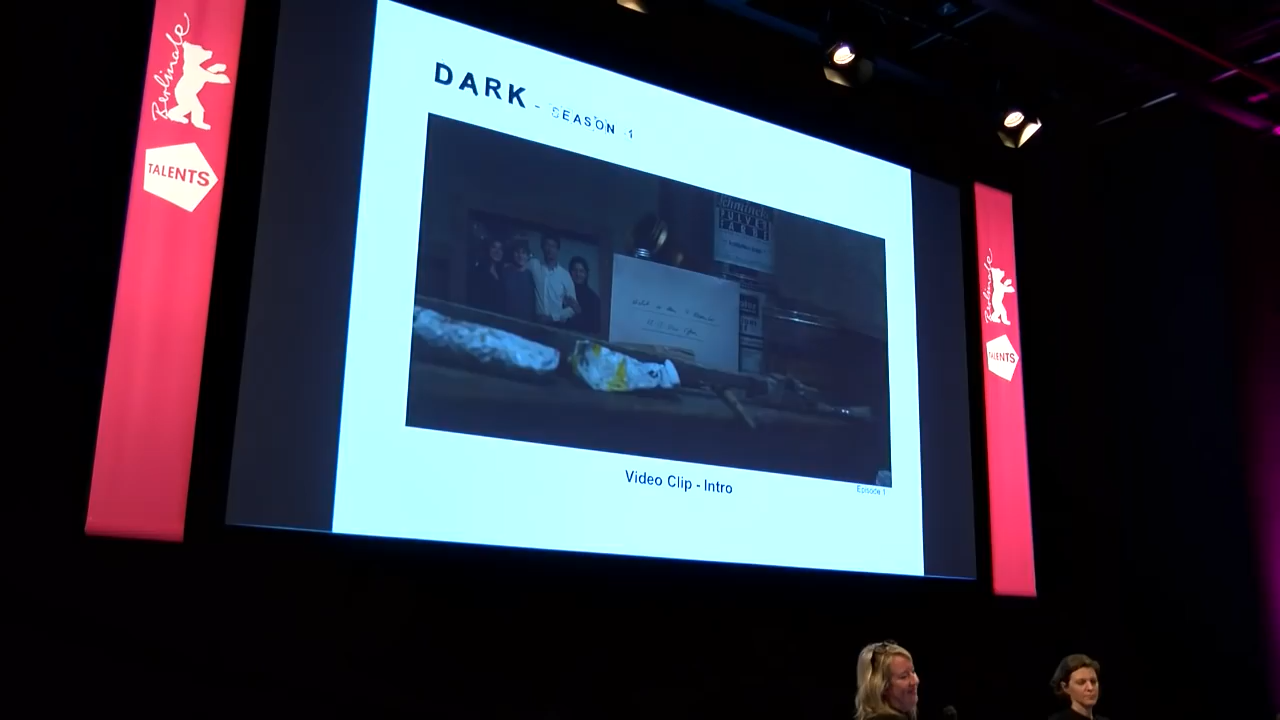 Berlinale
TALENTS
DARK - SEASON 1
Video Clip - Intro
Episode 1
Berlinale
TALENTS